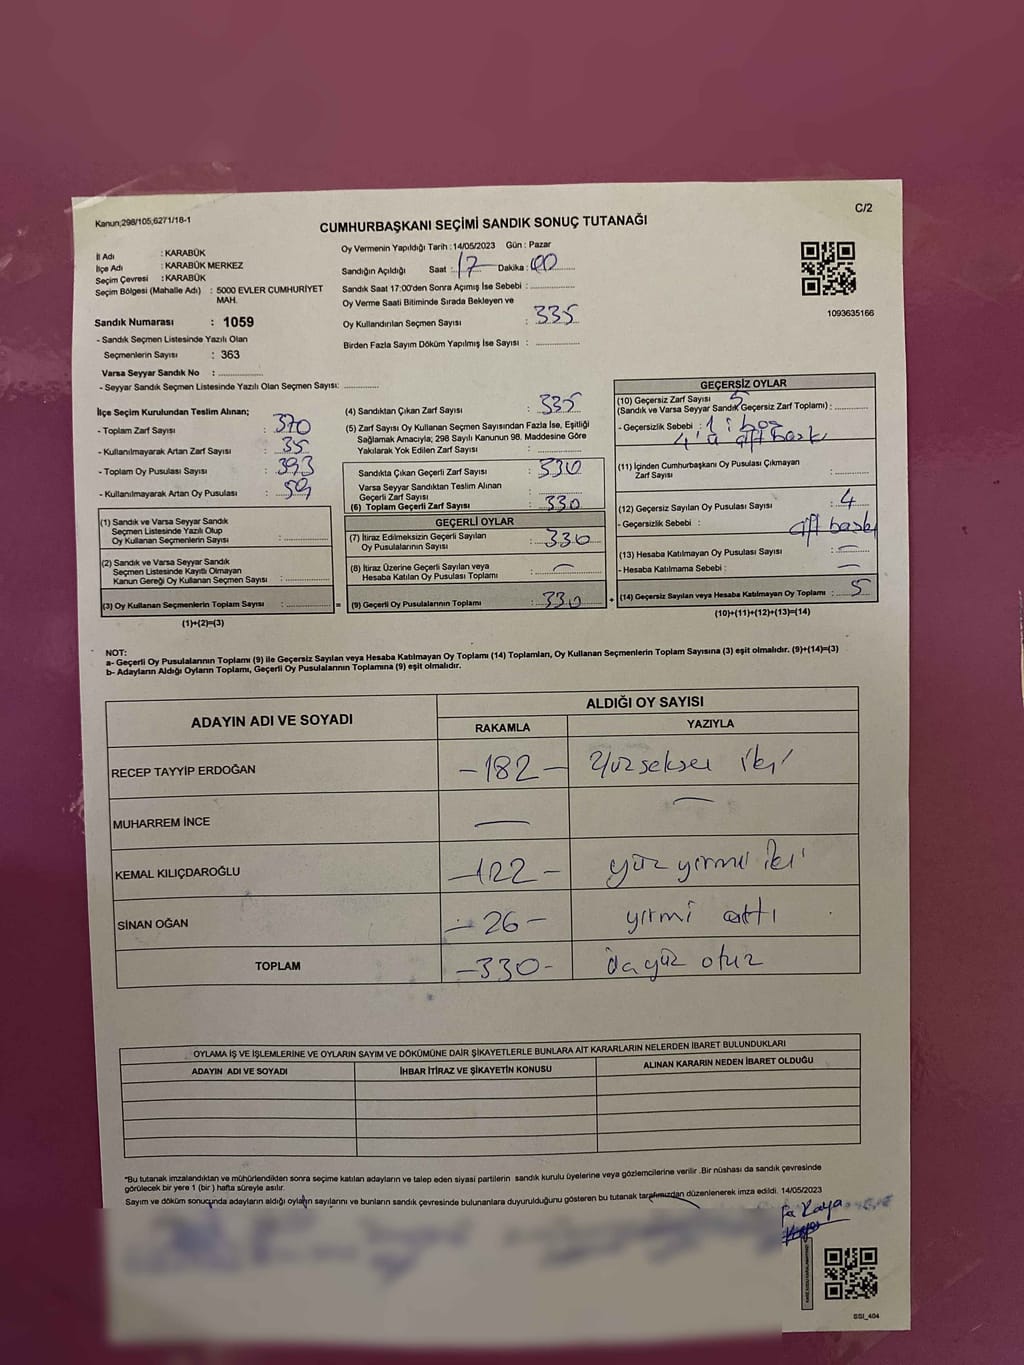 Kanun;298/105;6271/18-1
C/2
CUMHURBAŞKANI SEÇİMİ SANDIK SONUÇ TUTANAĞI
İl Adı : KARABÜK
İlçe Adı : KARABÜK MERKEZ
Seçim Çevresi : KARABÜK
Seçim Bölgesi (Mahalle Adı) : 5000 EVLER CUMHURİYET MAH.
Sandık Numarası : 1059
- Sandık Seçmen Listesinde Yazılı Olan
Seçmenlerin Sayısı : 363
Varsa Seyyar Sandık No : ..............
- Seyyar Sandık Seçmen Listesinde Yazılı Olan Seçmen Sayısı: ............
Oy Vermenin Yapıldığı Tarih : 14/05/2023 Gün : Pazar
Sandığın Açıldığı Saat : 17 Dakika : 00
Sandık Saat 17:00'den Sonra Açımış İse Sebebi : ..............
Oy Verme Saati Bitiminde Sırada Bekleyen ve
Oy Kullandırılan Seçmen Sayısı : 335
Birden Fazla Sayım Döküm Yapılmış İse Sayısı : ..............
1093635166
İlçe Seçim Kurulundan Teslim Alınan;
- Toplam Zarf Sayısı : 370
- Kullanılmayarak Artan Zarf Sayısı : 35
- Toplam Oy Pusulası Sayısı : 393
- Kullanılmayarak Artan Oy Pusulası : 59
(1) Sandık ve Varsa Seyyar Sandık
Seçmen Listesinde Yazılı Olup
Oy Kullanan Seçmenlerin Sayısı : ..............
(2) Sandık ve Varsa Seyyar Sandık
Seçmen Listesinde Kayıtlı Olmayan
Kanun Gereği Oy Kullanan Seçmen Sayısı : ..............
(3) Oy Kullanan Seçmenlerin Toplam Sayısı : ..............
=
(1)+(2)=(3)
(4) Sandıktan Çıkan Zarf Sayısı : 335
(5) Zarf Sayısı Oy Kullanan Seçmen Sayısından Fazla İse, Eşitliği
Sağlamak Amacıyla; 298 Sayılı Kanunun 98. Maddesine Göre
Yakılarak Yok Edilen Zarf Sayısı : ..............
Sandıkta Çıkan Geçerli Zarf Sayısı : 330
Varsa Seyyar Sandıktan Teslim Alınan
Geçerli Zarf Sayısı : ..............
(6) Toplam Geçerli Zarf Sayısı : 330
GEÇERLİ OYLAR
(7) İtiraz Edilmeksizin Geçerli Sayılan
Oy Pusulalarının Sayısı : 330
(8) İtiraz Üzerine Geçerli Sayılan veya
Hesaba Katılan Oy Pusulası Toplamı : —
(9) Geçerli Oy Pusulalarının Toplamı : 330
+
GEÇERSİZ OYLAR
(10) Geçersiz Zarf Sayısı 5
(Sandık ve Varsa Seyyar Sandık Geçersiz Zarf Toplamı) : ............
- Geçersizlik Sebebi : 1'i boş
4'ü çift baskı
(11) İçinden Cumhurbaşkanı Oy Pusulası Çıkmayan
Zarf Sayısı : ............
(12) Geçersiz Sayılan Oy Pusulası Sayısı : 4
- Geçersizlik Sebebi : çift baskı
(13) Hesaba Katılmayan Oy Pusulası Sayısı : —
- Hesaba Katılmama Sebebi : —
(14) Geçersiz Sayılan veya Hesaba Katılmayan Oy Toplamı : 5
(10)+(11)+(12)+(13)=(14)
NOT:
a- Geçerli Oy Pusulalarının Toplamı (9) ile Geçersiz Sayılan veya Hesaba Katılmayan Oy Toplamı (14) Toplamları, Oy Kullanan Seçmenlerin Toplam Sayısına (3) eşit olmalıdır. (9)+(14)=(3)
b- Adayların Aldığı Oyların Toplamı, Geçerli Oy Pusulalarının Toplamına (9) eşit olmalıdır.
ADAYIN ADI VE SOYADI
ALDIĞI OY SAYISI
RAKAMLA YAZIYLA
RECEP TAYYİP ERDOĞAN -182- Yüz seksen iki
MUHARREM İNCE — —
KEMAL KILIÇDAROĞLU -122- yüz yirmi iki
SİNAN OĞAN -26- yirmi altı
TOPLAM -330- üçyüz otuz
OYLAMA İŞ VE İŞLEMLERİNE VE OYLARIN SAYIM VE DÖKÜMÜNE DAİR ŞİKAYETLERLE BUNLARA AİT KARARLARIN NELERDEN İBARET BULUNDUKLARI
ADAYIN ADI VE SOYADI İHBAR İTİRAZ VE ŞİKAYETİN KONUSU ALINAN KARARIN NEDEN İBARET OLDUĞU
*Bu tutanak imzalandıktan ve mühürlendikten sonra seçime katılan adayların ve talep eden siyasi partilerin sandık kurulu üyelerine veya gözlemcilerine verilir .Bir nüshası da sandık çevresinde
görülecek bir yere 1 (bir ) hafta süreyle asılır.
Sayım ve döküm sonucunda adayların aldığı oyların sayılarını ve bunların sandık çevresinde bulunanlara duyurulduğunu gösteren bu tutanak tarafımızdan düzenlenerek imza edildi. 14/05/2023
Kaya
SSI_404